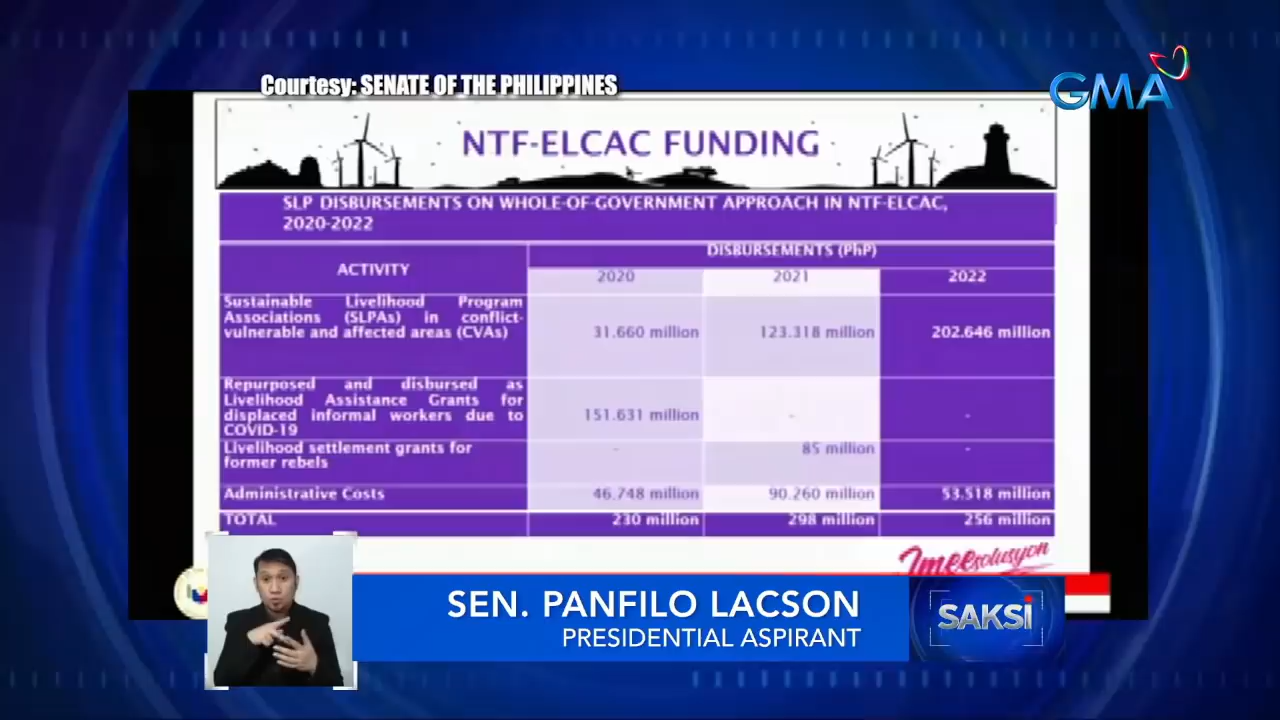 Courtesy: SENATE OF THE PHILIPPINES
GMA
NTF-ELCAC FUNDING
SLP DISBURSEMENTS ON WHOLE-OF-GOVERNMENT APPROACH IN NTF-ELCAC,
2020-2022
ACTIVITY
DISBURSEMENTS (PhP)
2020 2021 2022
Sustainable Livelihood Program
Associations (SLPAs) in conflict-
vulnerable and affected areas (CVAs)
31.660 million 123.318 million 202.646 million
Repurposed and disbursed as
Livelihood Assistance Grants for
displaced informal workers due to
COVID-19
151.631 million - -
Livelihood settlement grants for
former rebels
- 85 million -
Administrative Costs 46.748 million 90.260 million 53.518 million
TOTAL 230 million 298 million 256 million
Imeesolusyon
SEN. PANFILO LACSON
PRESIDENTIAL ASPIRANT
SAKSI